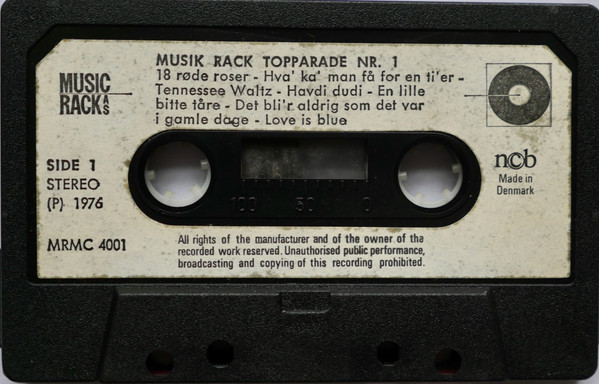 MUSIK RACK TOPPARADE NR. 1
18 røde roser - Hva' ka' man få for en ti'er -
Tennessee Waltz - Havdi dudi - En lille
bitte tåre - Det bli'r aldrig som det var
i gamle dage - Love is blue
MUSIC
RACK A/S
SIDE 1
STEREO
(P) 1976
MRMC 4001
100 50 0
n©b
Made in
Denmark
All rights of the manufacturer and of the owner of the
recorded work reserved. Unauthorised public performance,
broadcasting and copying of this recording prohibited.